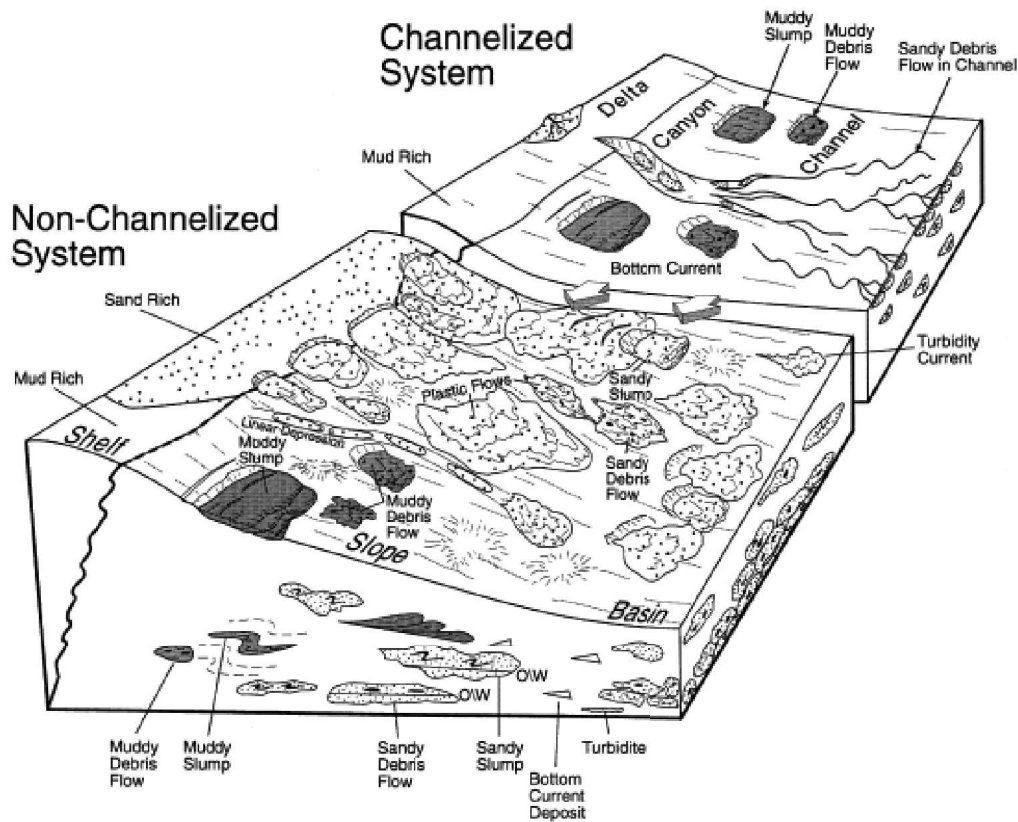 Channelized
System
Muddy
Slump
Muddy
Debris
Flow
Sandy Debris
Flow in Channel
Delta
Canyon
Channel
Mud Rich
Non-Channelized
System
Bottom Current
Sand Rich
Turbidity
Current
Mud Rich
Plastic Flows
Sandy
Slump
Shelf
Linear Depression
Muddy
Slump
Sandy
Debris
Flow
Muddy
Debris
Flow
Slope
Basin
O\W
O\W
Muddy
Debris
Flow
Muddy
Slump
Sandy
Debris
Flow
Sandy
Slump
Turbidite
Bottom
Current
Deposit